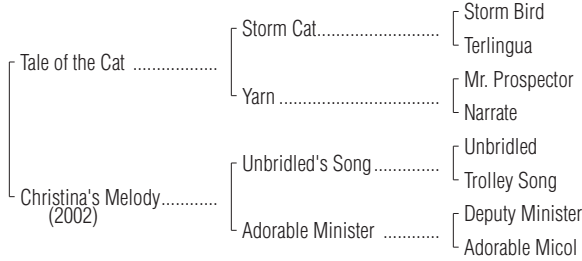 Storm Bird
Storm Cat........................................
Terlingua
Tale of the Cat ..................
Mr. Prospector
Yarn ........................................
Narrate
Unbridled
Unbridled's Song..............
Trolley Song
Christina's Melody............
(2002)
Deputy Minister
Adorable Minister ............
Adorable Micol